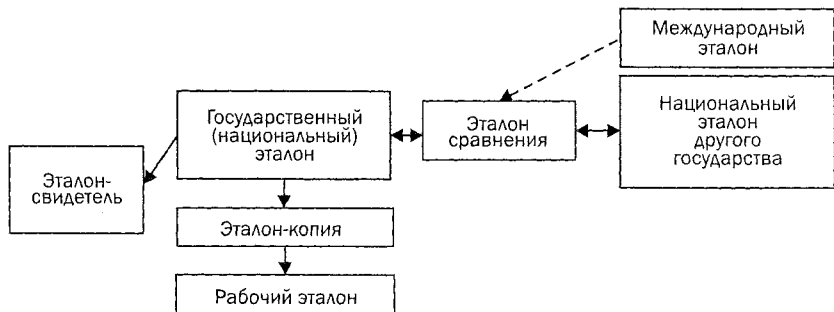 Международный
эталон
Государственный
(национальный)
эталон
Эталон
сравнения
Национальный
эталон
другого
государства
Эталон-
свидетель
Эталон-копия
Рабочий эталон